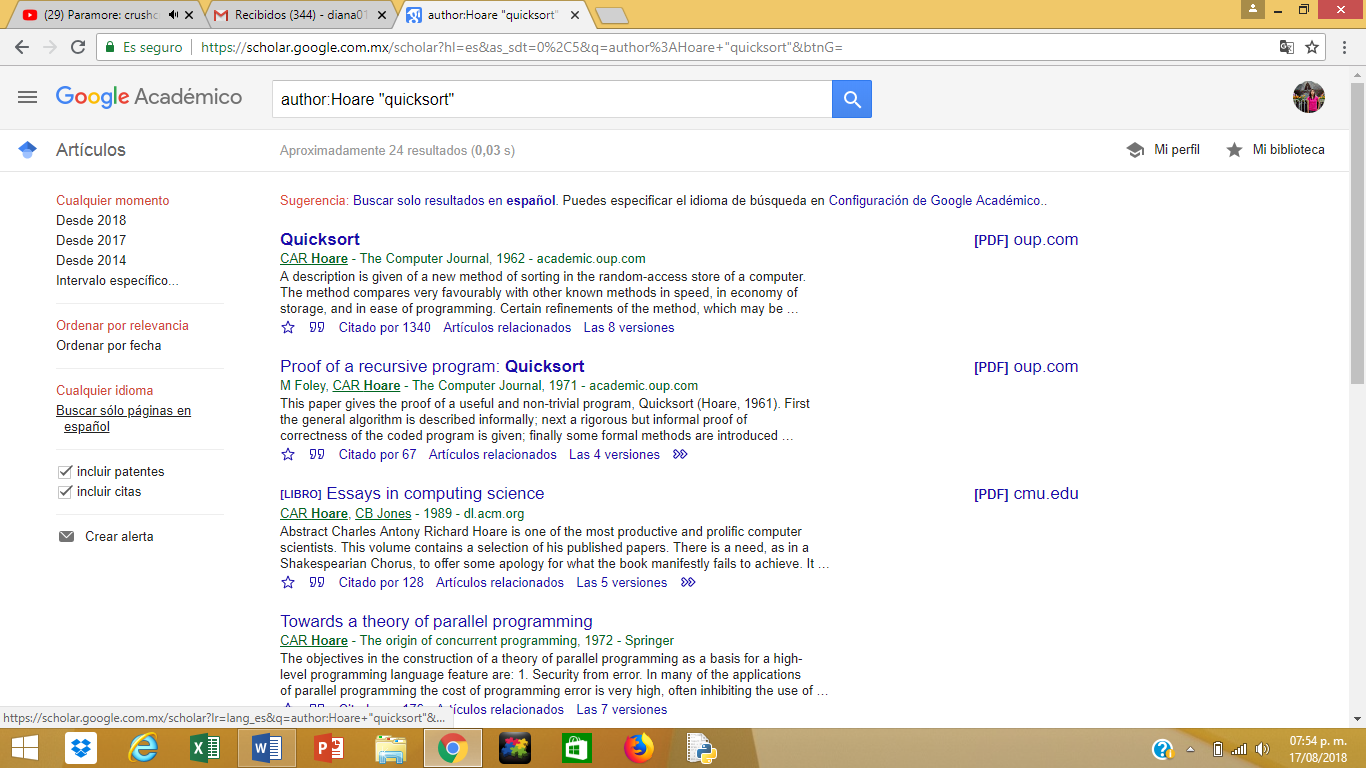 (29) Paramore: crushc
Recibidos (344) - diana01
author:Hoare "quicksort"
Es seguro https://scholar.google.com.mx/scholar?hl=es&as_sdt=0%2C5&q=author%3AHoare+"quicksort"&btnG=
Google Académico
author:Hoare "quicksort"
Artículos
Aproximadamente 24 resultados (0,03 s)
Mi perfil
Mi biblioteca
Cualquier momento
Desde 2018
Desde 2017
Desde 2014
Intervalo específico...
Ordenar por relevancia
Ordenar por fecha
Cualquier idioma
Buscar sólo páginas en
español
incluir patentes
incluir citas
Crear alerta
Sugerencia: Buscar solo resultados en español. Puedes especificar el idioma de búsqueda en Configuración de Google Académico..
Quicksort
[PDF] oup.com
CAR Hoare - The Computer Journal, 1962 - academic.oup.com
A description is given of a new method of sorting in the random-access store of a computer.
The method compares very favourably with other known methods in speed, in economy of
storage, and in ease of programming. Certain refinements of the method, which may be ...
Citado por 1340 Artículos relacionados Las 8 versiones
Proof of a recursive program: Quicksort
[PDF] oup.com
M Foley, CAR Hoare - The Computer Journal, 1971 - academic.oup.com
This paper gives the proof of a useful and non-trivial program, Quicksort (Hoare, 1961). First
the general algorithm is described informally; next a rigorous but informal proof of
correctness of the coded program is given; finally some formal methods are introduced ...
Citado por 67 Artículos relacionados Las 4 versiones
[LIBRO] Essays in computing science
[PDF] cmu.edu
CAR Hoare, CB Jones - 1989 - dl.acm.org
Abstract Charles Antony Richard Hoare is one of the most productive and prolific computer
scientists. This volume contains a selection of his published papers. There is a need, as in a
Shakespearian Chorus, to offer some apology for what the book manifestly fails to achieve. It ...
Citado por 128 Artículos relacionados Las 5 versiones
Towards a theory of parallel programming
CAR Hoare - The origin of concurrent programming, 1972 - Springer
The objectives in the construction of a theory of parallel programming as a basis for a high-
level programming language feature are: 1. Security from error. In many of the applications
of parallel programming the cost of programming error is very high, often inhibiting the use of ...
Citado por 176 Artículos relacionados Las 7 versiones
https://scholar.google.com.mx/scholar?lr=lang_es&q=author:Hoare+"quicksort"&...
07:54 p. m.
17/08/2018